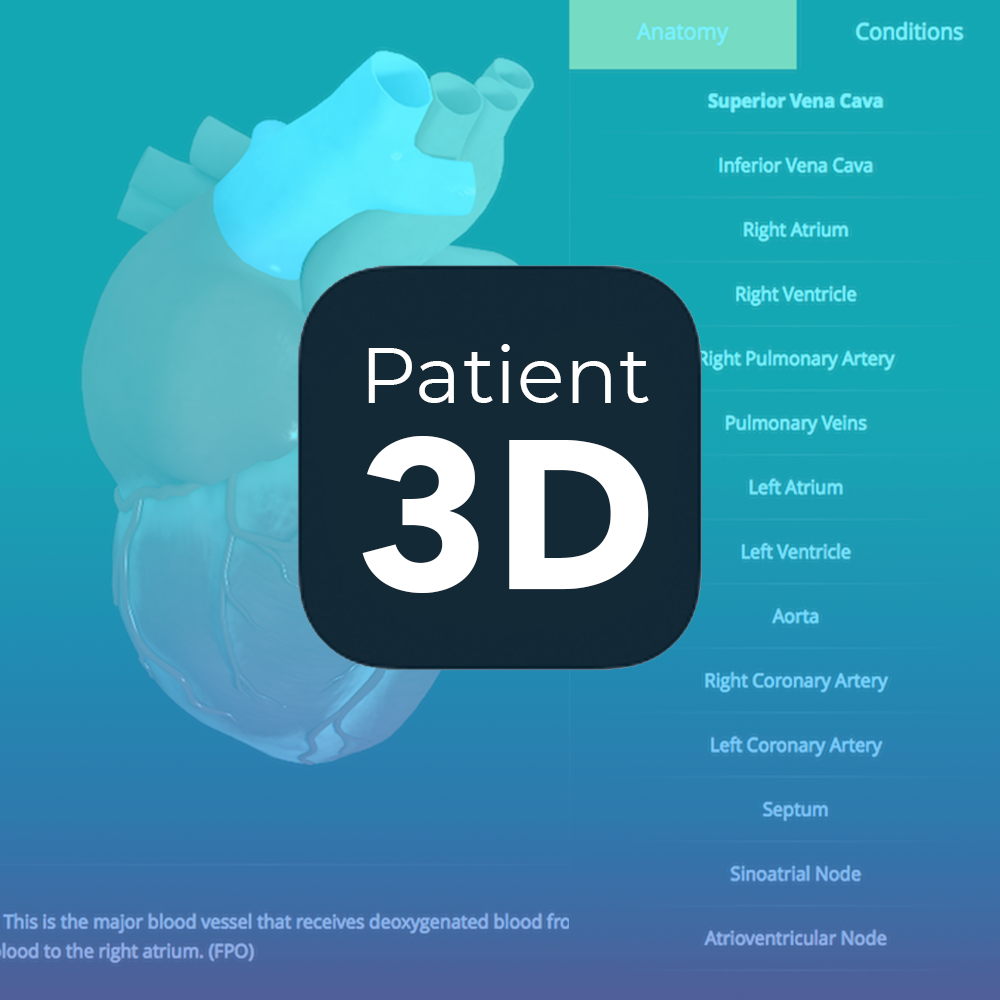 Anatomy
Conditions
Superior Vena Cava
Inferior Vena Cava
Right Atrium
Right Ventricle
Right Pulmonary Artery
Pulmonary Veins
Left Atrium
Left Ventricle
Aorta
Right Coronary Artery
Left Coronary Artery
Septum
Sinoatrial Node
Atrioventricular Node
Patient
3D
This is the major blood vessel that receives deoxygenated blood fro
lood to the right atrium. (FPO)